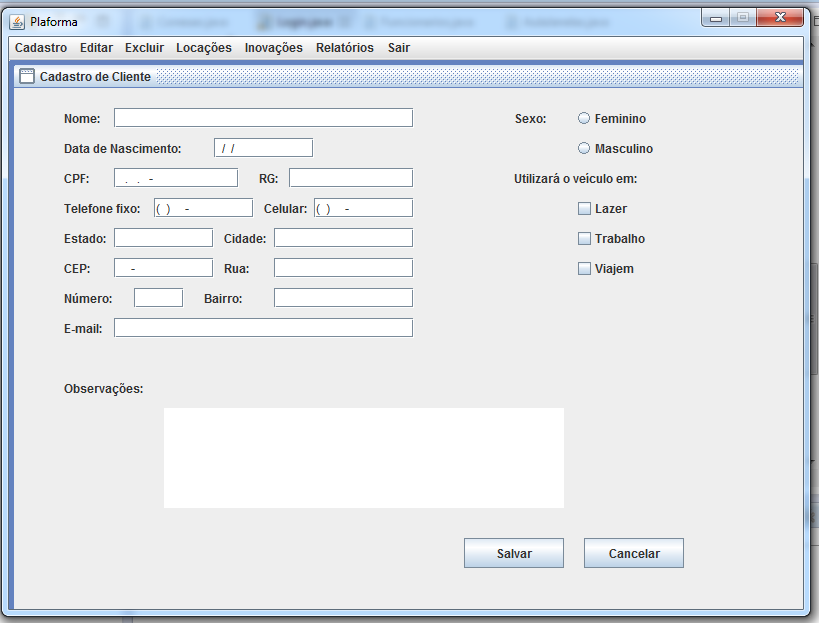 Plaforma
Cadastro Editar Excluir Locações Inovações Relatórios Sair
Cadastro de Cliente
Nome: Sexo: Feminino
Data de Nascimento: / / Masculino
CPF: . . - RG: Utilizará o veículo em:
Telefone fixo: ( ) - Celular: ( ) - Lazer
Estado: Cidade: Trabalho
CEP: - Rua: Viajem
Número: Bairro:
E-mail:
Observações:
Salvar Cancelar